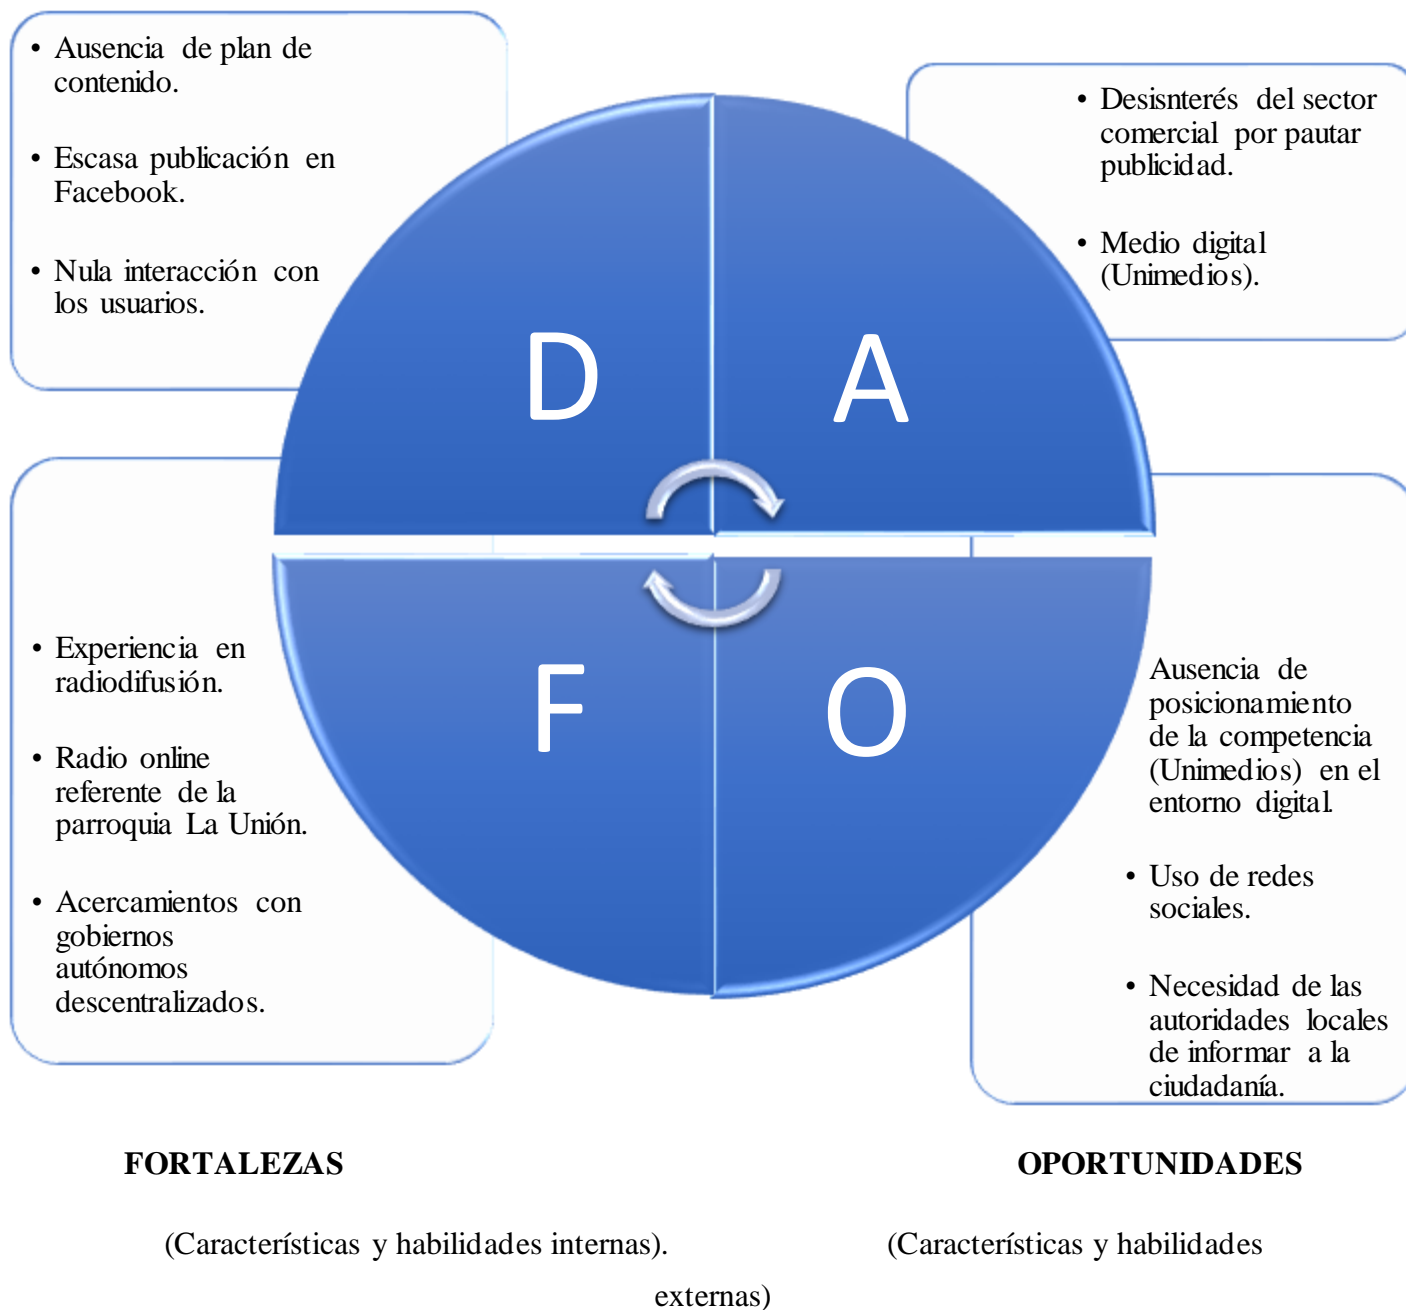 • Ausencia de plan de
contenido.
• Escasa publicación en
Facebook.
• Nula interacción con
los usuarios.
• Desisnterés del sector
comercial por pautar
publicidad.
• Medio digital
(Unimedios).
D
A
• Experiencia en
radiodifusión.
• Radio online
referente de la
parroquia La Unión.
• Acercamientos con
gobiernos
autónomos
descentralizados.
F
O
Ausencia de
posicionamiento
de la competencia
(Unimedios) en el
entorno digital.
• Uso de redes
sociales.
• Necesidad de las
autoridades locales
de informar a la
ciudadanía.
FORTALEZAS OPORTUNIDADES
(Características y habilidades internas). (Características y habilidades
externas)